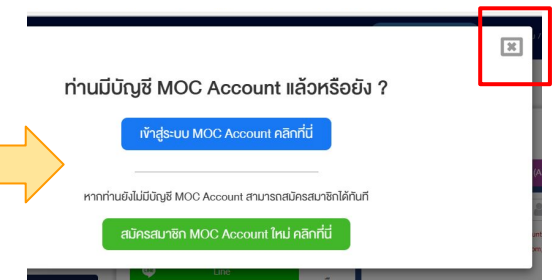 ท่านมีบัญชี MOC Account แล้วหรือยัง ?
เข้าสู่ระบบ MOC Account คลิกที่นี่
หากท่านยังไม่มีบัญชี MOC Account สามารถสมัครสมาชิกได้ทันที
สมัครสมาชิก MOC Account ใหม่ คลิกที่นี่
Line